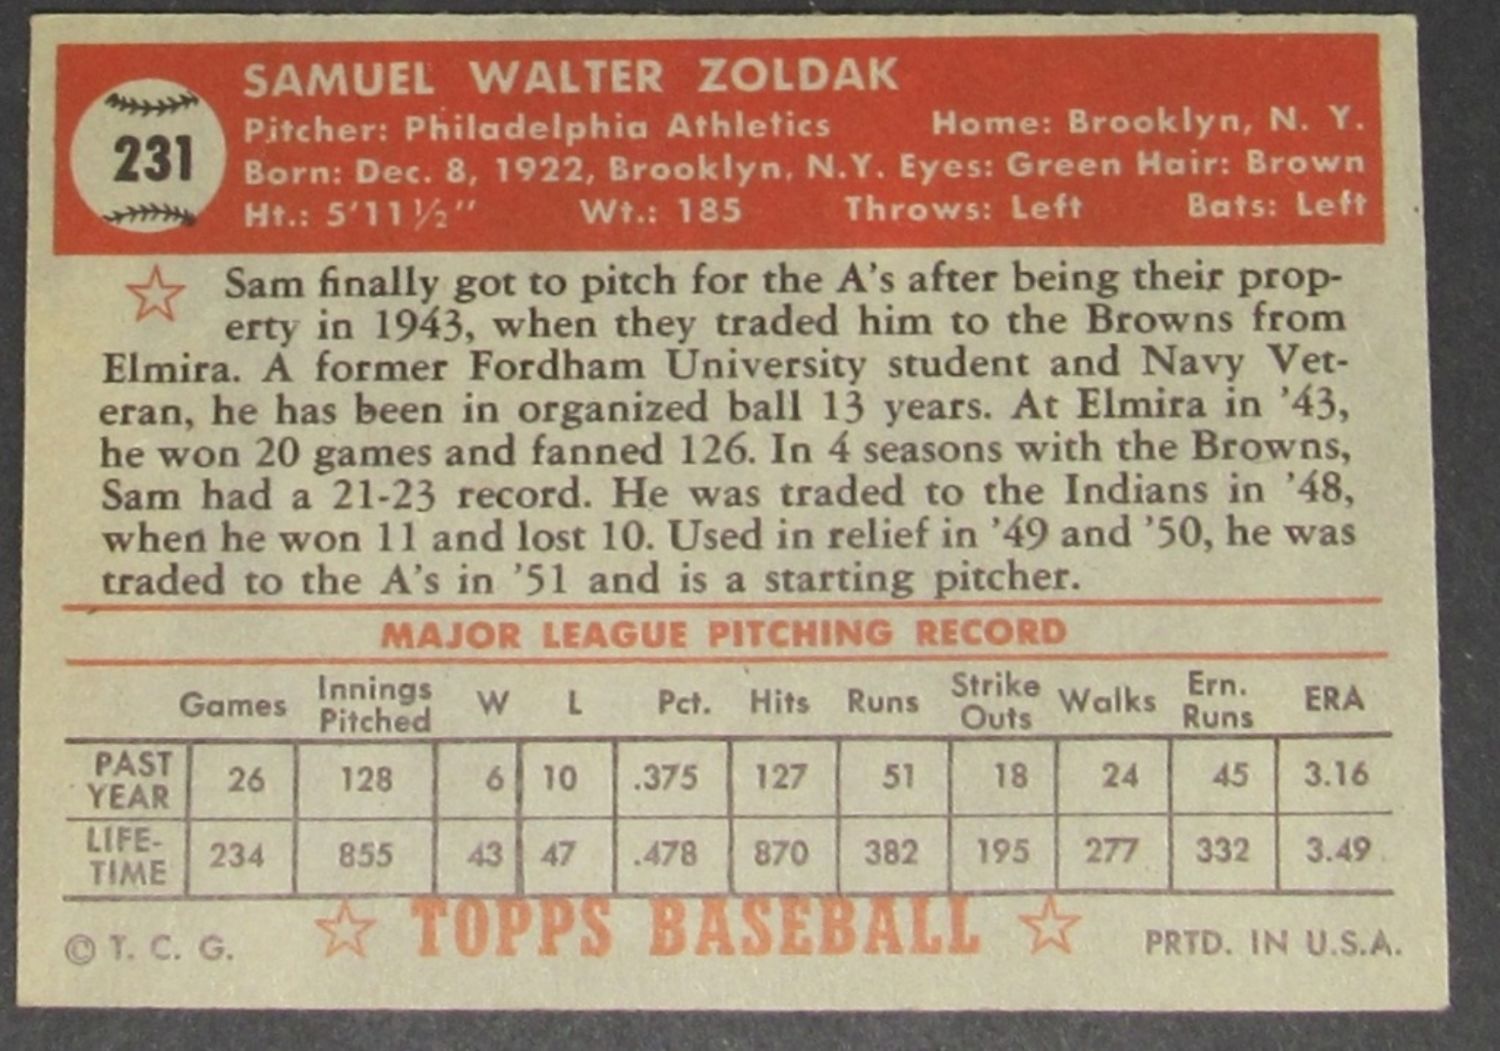 231
SAMUEL WALTER ZOLDAK
Pitcher: Philadelphia Athletics Home: Brooklyn, N. Y.
Born: Dec. 8, 1922, Brooklyn, N.Y. Eyes: Green Hair: Brown
Ht.: 5'11½" Wt.: 185 Throws: Left Bats: Left
Sam finally got to pitch for the A's after being their prop-
erty in 1943, when they traded him to the Browns from
Elmira. A former Fordham University student and Navy Vet-
eran, he has been in organized ball 13 years. At Elmira in '43,
he won 20 games and fanned 126. In 4 seasons with the Browns,
Sam had a 21-23 record. He was traded to the Indians in '48,
when he won 11 and lost 10. Used in relief in '49 and '50, he was
traded to the A's in '51 and is a starting pitcher.
MAJOR LEAGUE PITCHING RECORD
Games Innings Pitched W L Pct. Hits Runs Strike Outs Walks Ern. Runs ERA
PAST YEAR 26 128 6 10 .375 127 51 18 24 45 3.16
LIFE-TIME 234 855 43 47 .478 870 382 195 277 332 3.49
© T. C. G. TOPPS BASEBALL PRTD. IN U.S.A.